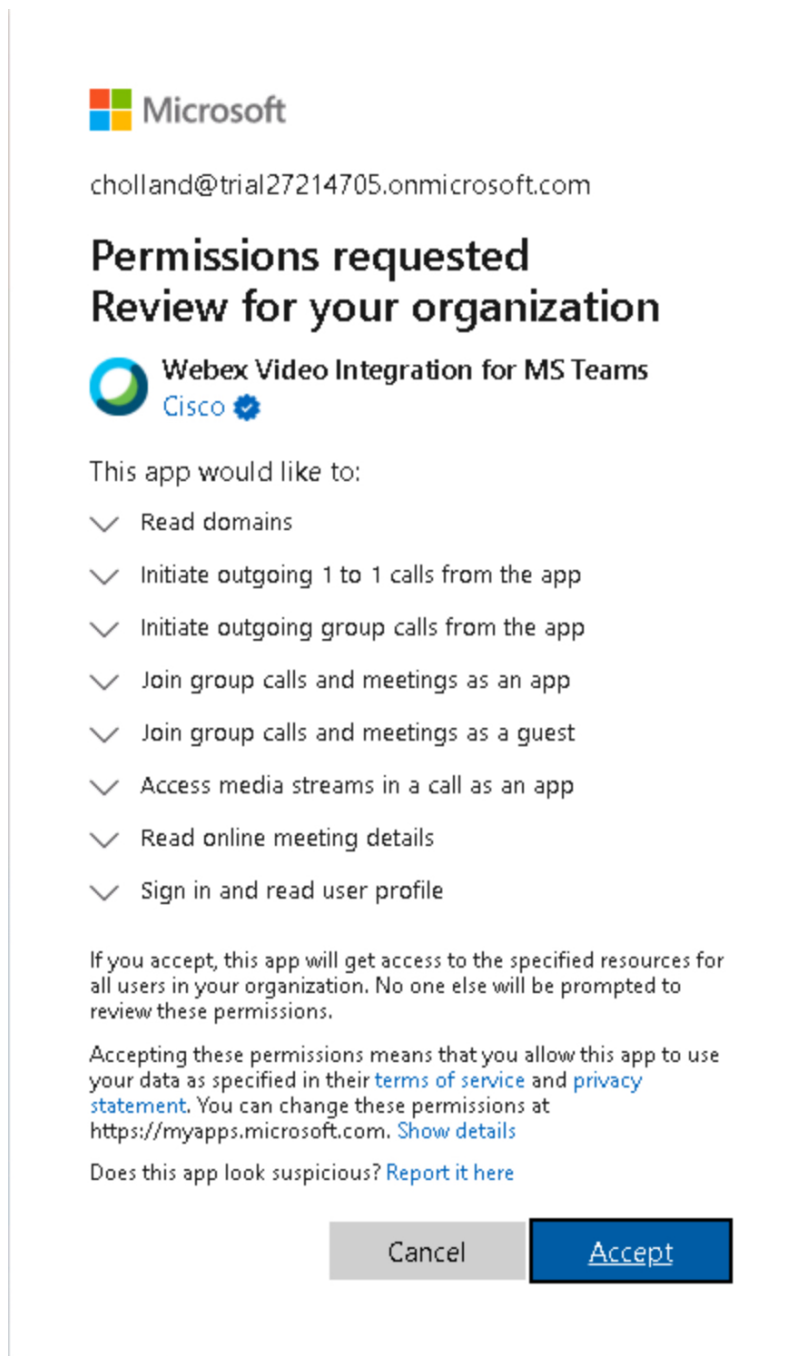 Microsoft
cholland@trial27214705.onmicrosoft.com
Permissions requested
Review for your organization
Webex Video Integration for MS Teams
Cisco
This app would like to:
Read domains
Initiate outgoing 1 to 1 calls from the app
Initiate outgoing group calls from the app
Join group calls and meetings as an app
Join group calls and meetings as a guest
Access media streams in a call as an app
Read online meeting details
Sign in and read user profile
If you accept, this app will get access to the specified resources for
all users in your organization. No one else will be prompted to
review these permissions.
Accepting these permissions means that you allow this app to use
your data as specified in their terms of service and privacy
statement. You can change these permissions at
https://myapps.microsoft.com. Show details
Does this app look suspicious? Report it here
Cancel
Accept